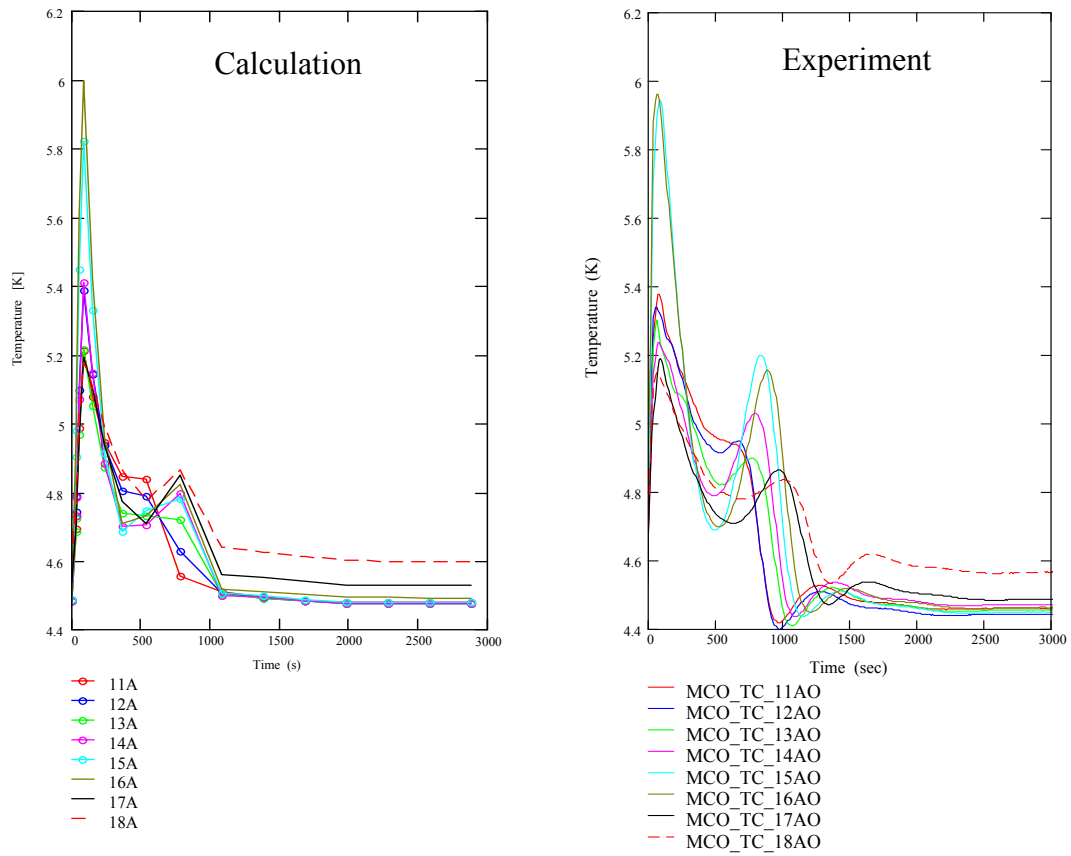 Calculation
6.2
6
5.8
5.6
5.4
5.2
5
4.8
4.6
4.4
0
500
1000
1500
2000
2500
3000
Temperature [K]
Time (s)
11A
12A
13A
14A
15A
16A
17A
18A
Experiment
6.2
6
5.8
5.6
5.4
5.2
5
4.8
4.6
4.4
0
500
1000
1500
2000
2500
3000
Temperature (K)
Time (sec)
MCO_TC_11AO
MCO_TC_12AO
MCO_TC_13AO
MCO_TC_14AO
MCO_TC_15AO
MCO_TC_16AO
MCO_TC_17AO
MCO_TC_18AO